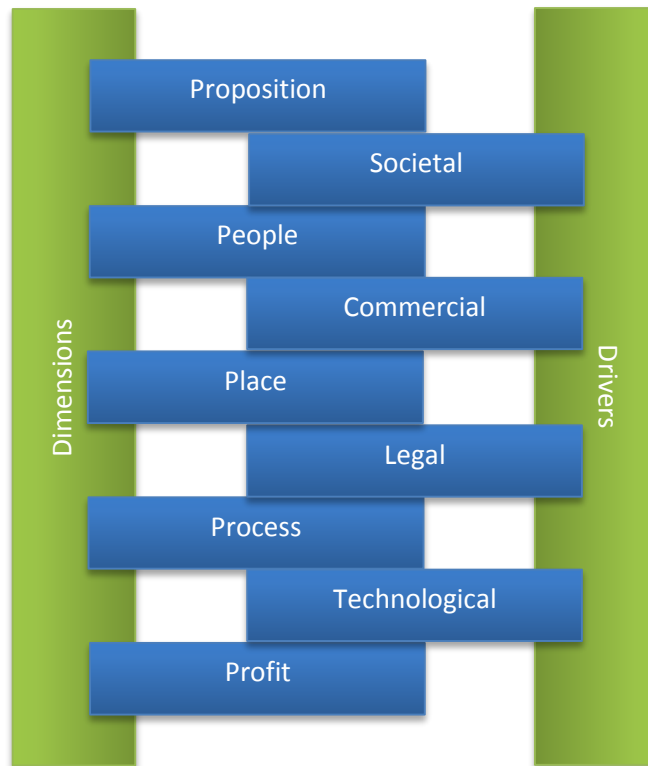 Proposition
Societal
People
Commercial
Dimensions
Place
Drivers
Legal
Process
Technological
Profit